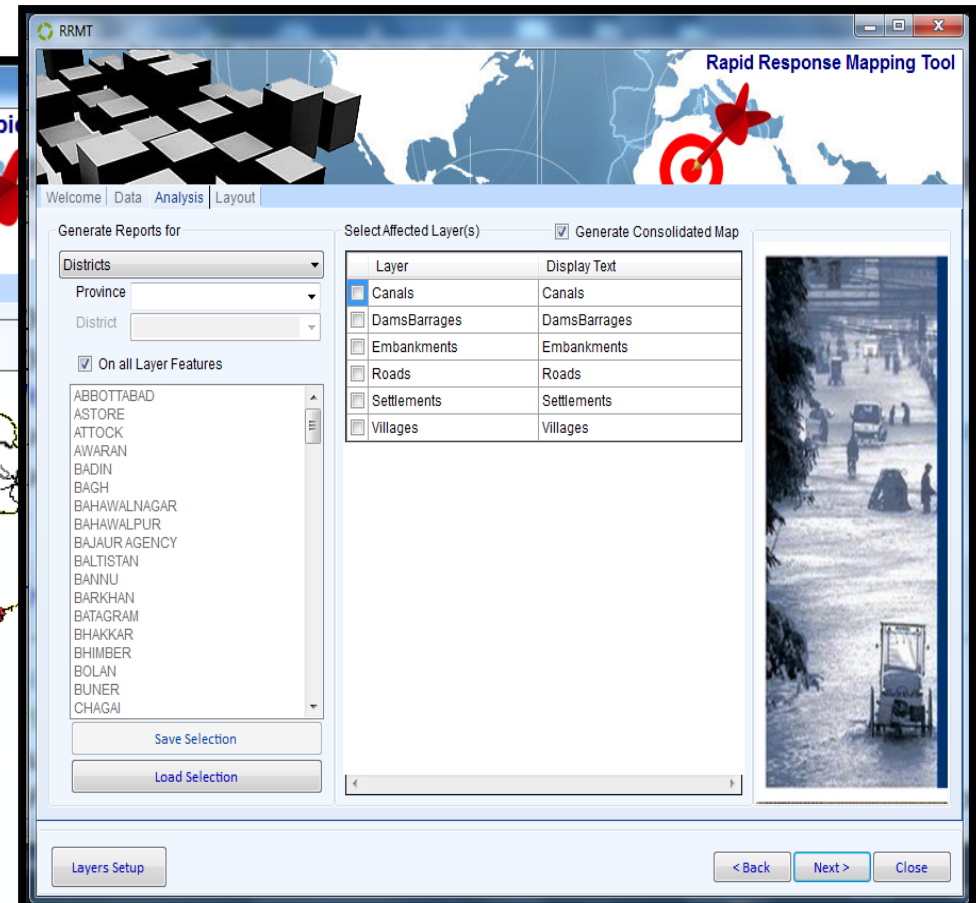 RRMT
Rapid Response Mapping Tool
Welcome Data Analysis Layout
Generate Reports for
Districts
Province
District
On all Layer Features
ABBOTTABAD
ASTORE
ATTOCK
AWARAN
BADIN
BAGH
BAHAWALNAGAR
BAHAWALPUR
BAJAUR AGENCY
BALTISTAN
BANNU
BARKHAN
BATAGRAM
BHAKKAR
BHIMBER
BOLAN
BUNER
CHAGAI
Save Selection
Load Selection
Select Affected Layer(s) Generate Consolidated Map
Layer Display Text
Canals Canals
DamsBarrages DamsBarrages
Embankments Embankments
Roads Roads
Settlements Settlements
Villages Villages
Layers Setup
< Back Next > Close